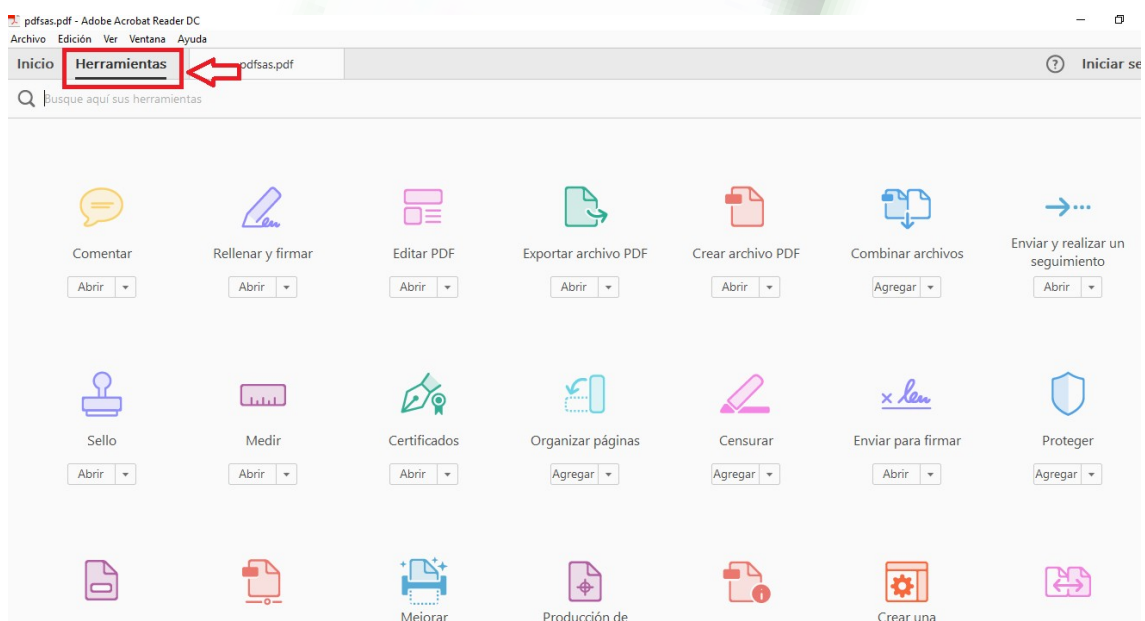 pdfsas.pdf - Adobe Acrobat Reader DC
Archivo Edición Ver Ventana Ayuda
Inicio Herramientas pdfsas.pdf Iniciar se
Busque aquí sus herramientas
Comentar Rellenar y firmar Editar PDF Exportar archivo PDF Crear archivo PDF Combinar archivos Enviar y realizar un
seguimiento
Abrir Abrir Abrir Abrir Abrir Agregar Abrir
Sello Medir Certificados Organizar páginas Censurar Enviar para firmar Proteger
Abrir Abrir Abrir Agregar Agregar Abrir Agregar
Mejorar Producción de Crear una